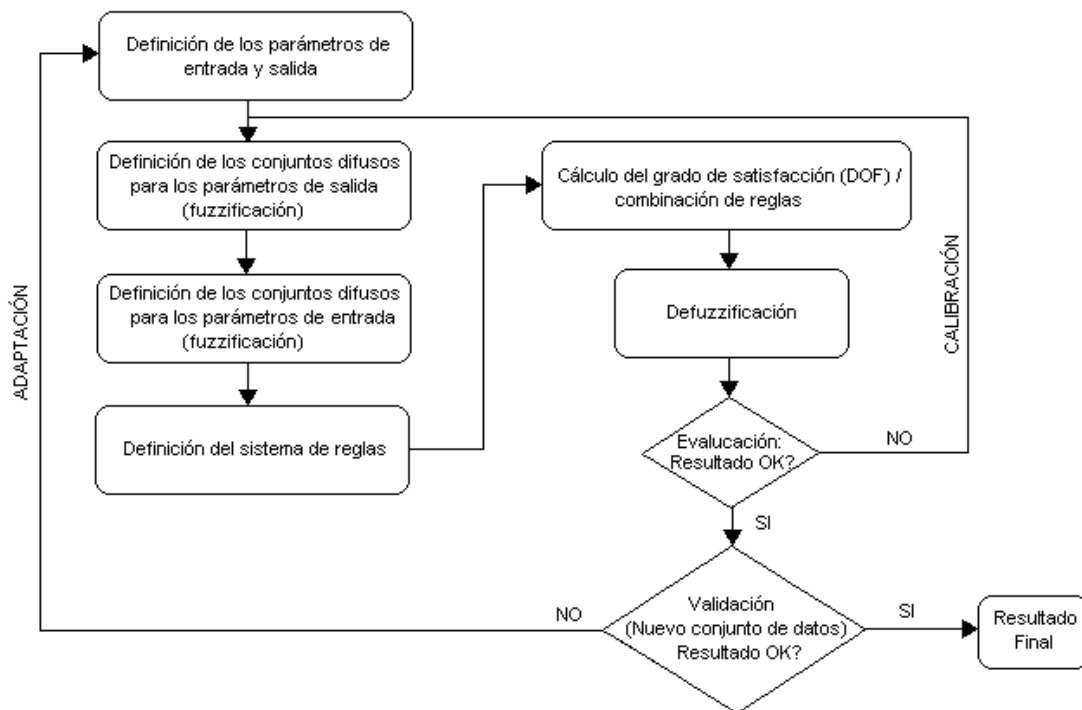 Definición de los parámetros de
entrada y salida
Definición de los conjuntos difusos
para los parámetros de salida
(fuzzificación)
Definición de los conjuntos difusos
para los parámetros de entrada
(fuzzificación)
Definición del sistema de reglas
Cálculo del grado de satisfacción (DOF) /
combinación de reglas
Defuzzificación
Evalucación:
Resultado OK?
NO
CALIBRACIÓN
SI
Validación
(Nuevo conjunto de datos)
Resultado OK?
NO
ADAPTACIÓN
SI
Resultado
Final